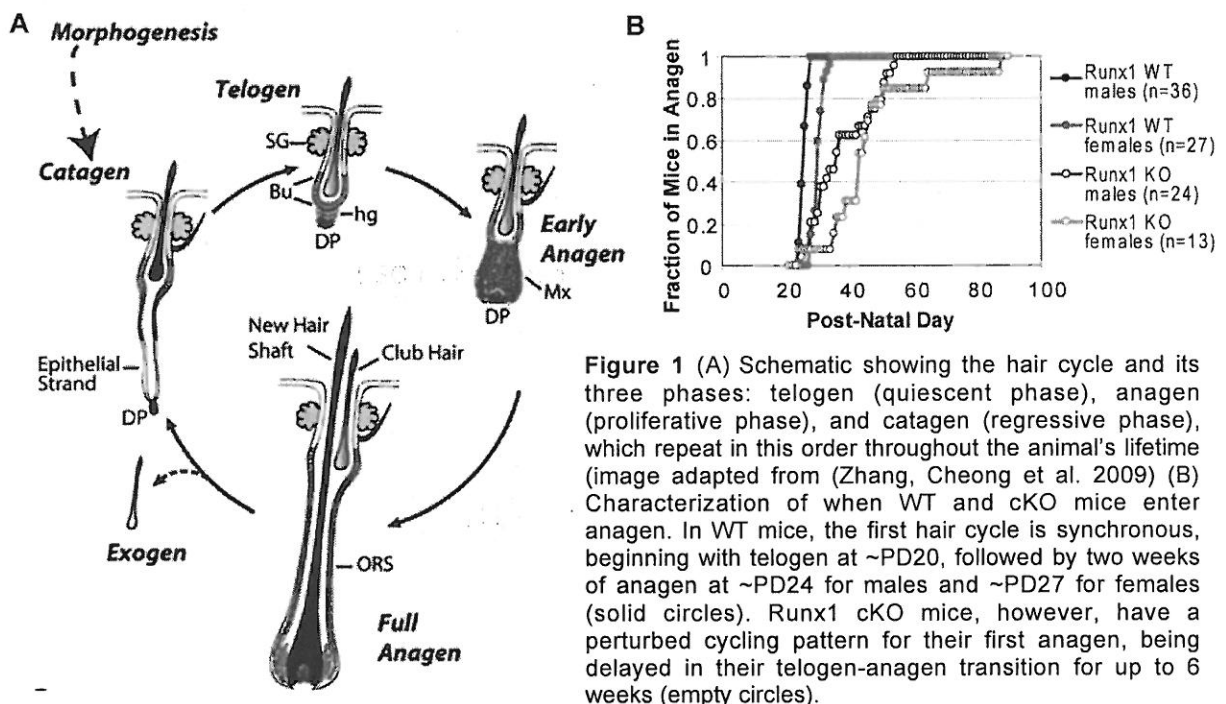 A
Morphogenesis
Telogen
SG
Catagen
Bu
hg
DP
Early
Anagen
Mx
DP
New Hair
Shaft
Club Hair
Epithelial
Strand
DP
Exogen
ORS
Full
Anagen
B
Fraction of Mice in Anagen
1
0.8
0.6
0.4
0.2
0
0 20 40 60 80 100
Post-Natal Day
Runx1 WT
males (n=36)
Runx1 WT
females (n=27)
Runx1 KO
males (n=24)
Runx1 KO
females (n=13)
Figure 1 (A) Schematic showing the hair cycle and its
three phases: telogen (quiescent phase), anagen
(proliferative phase), and catagen (regressive phase),
which repeat in this order throughout the animal's lifetime
(image adapted from (Zhang, Cheong et al. 2009) (B)
Characterization of when WT and cKO mice enter
anagen. In WT mice, the first hair cycle is synchronous,
beginning with telogen at ~PD20, followed by two weeks
of anagen at ~PD24 for males and ~PD27 for females
(solid circles). Runx1 cKO mice, however, have a
perturbed cycling pattern for their first anagen, being
delayed in their telogen-anagen transition for up to 6
weeks (empty circles).